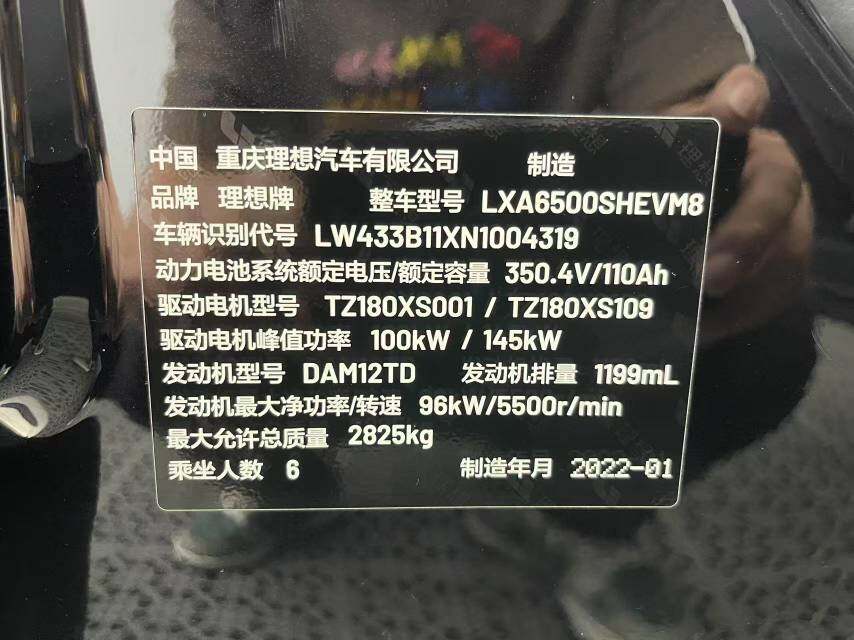 中国 重庆理想汽车有限公司 制造
品牌 理想牌 整车型号 LXA6500SHEVM8
车辆识别代号 LW433B11XN1004319
动力电池系统额定电压/额定容量 350.4V/110Ah
驱动电机型号 TZ180XS001 / TZ180XS109
驱动电机峰值功率 100kW / 145kW
发动机型号 DAM12TD 发动机排量 1199mL
发动机最大净功率/转速 96kW/5500r/min
最大允许总质量 2825kg
乘坐人数 6 制造年月 2022-01